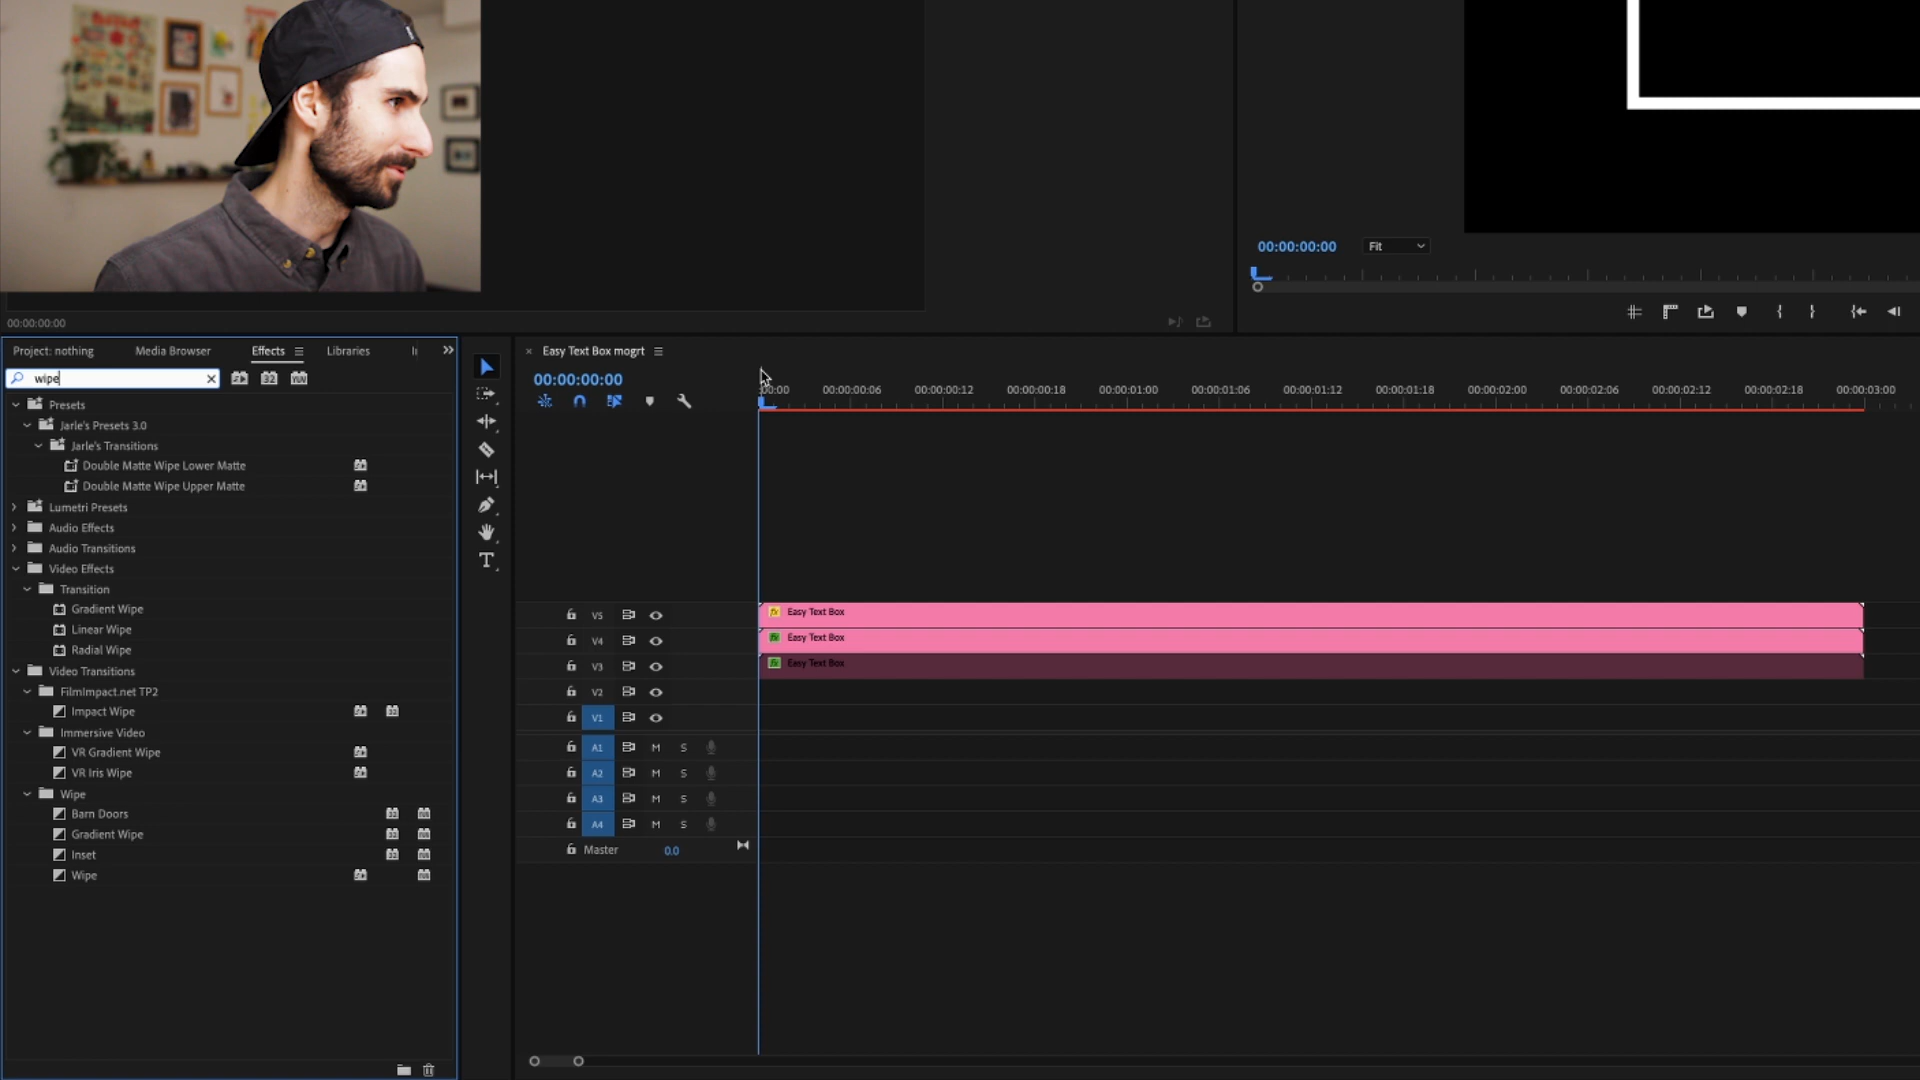 00:00:00:00
Fit
00:00:00:00
Project: nothing
Media Browser
Effects
Libraries
wipe
Presets
Jarle's Presets 3.0
Jarle's Transitions
Double Matte Wipe Lower Matte
Double Matte Wipe Upper Matte
Lumetri Presets
Audio Effects
Audio Transitions
Video Effects
Transition
Gradient Wipe
Linear Wipe
Radial Wipe
Video Transitions
FilmImpact.net TP2
Impact Wipe
Immersive Video
VR Gradient Wipe
VR Iris Wipe
Wipe
Barn Doors
Gradient Wipe
Inset
Wipe
Easy Text Box mogrt
00:00:00:00
:00:00 00:00:00:06 00:00:00:12 00:00:00:18 00:00:01:00 00:00:01:06 00:00:01:12 00:00:01:18 00:00:02:00 00:00:02:06 00:00:02:12 00:00:02:18 00:00:03:00
V5 fx Easy Text Box
V4 fx Easy Text Box
V3 fx Easy Text Box
V2
V1
A1 M S
A2 M S
A3 M S
A4 M S
Master 0.0